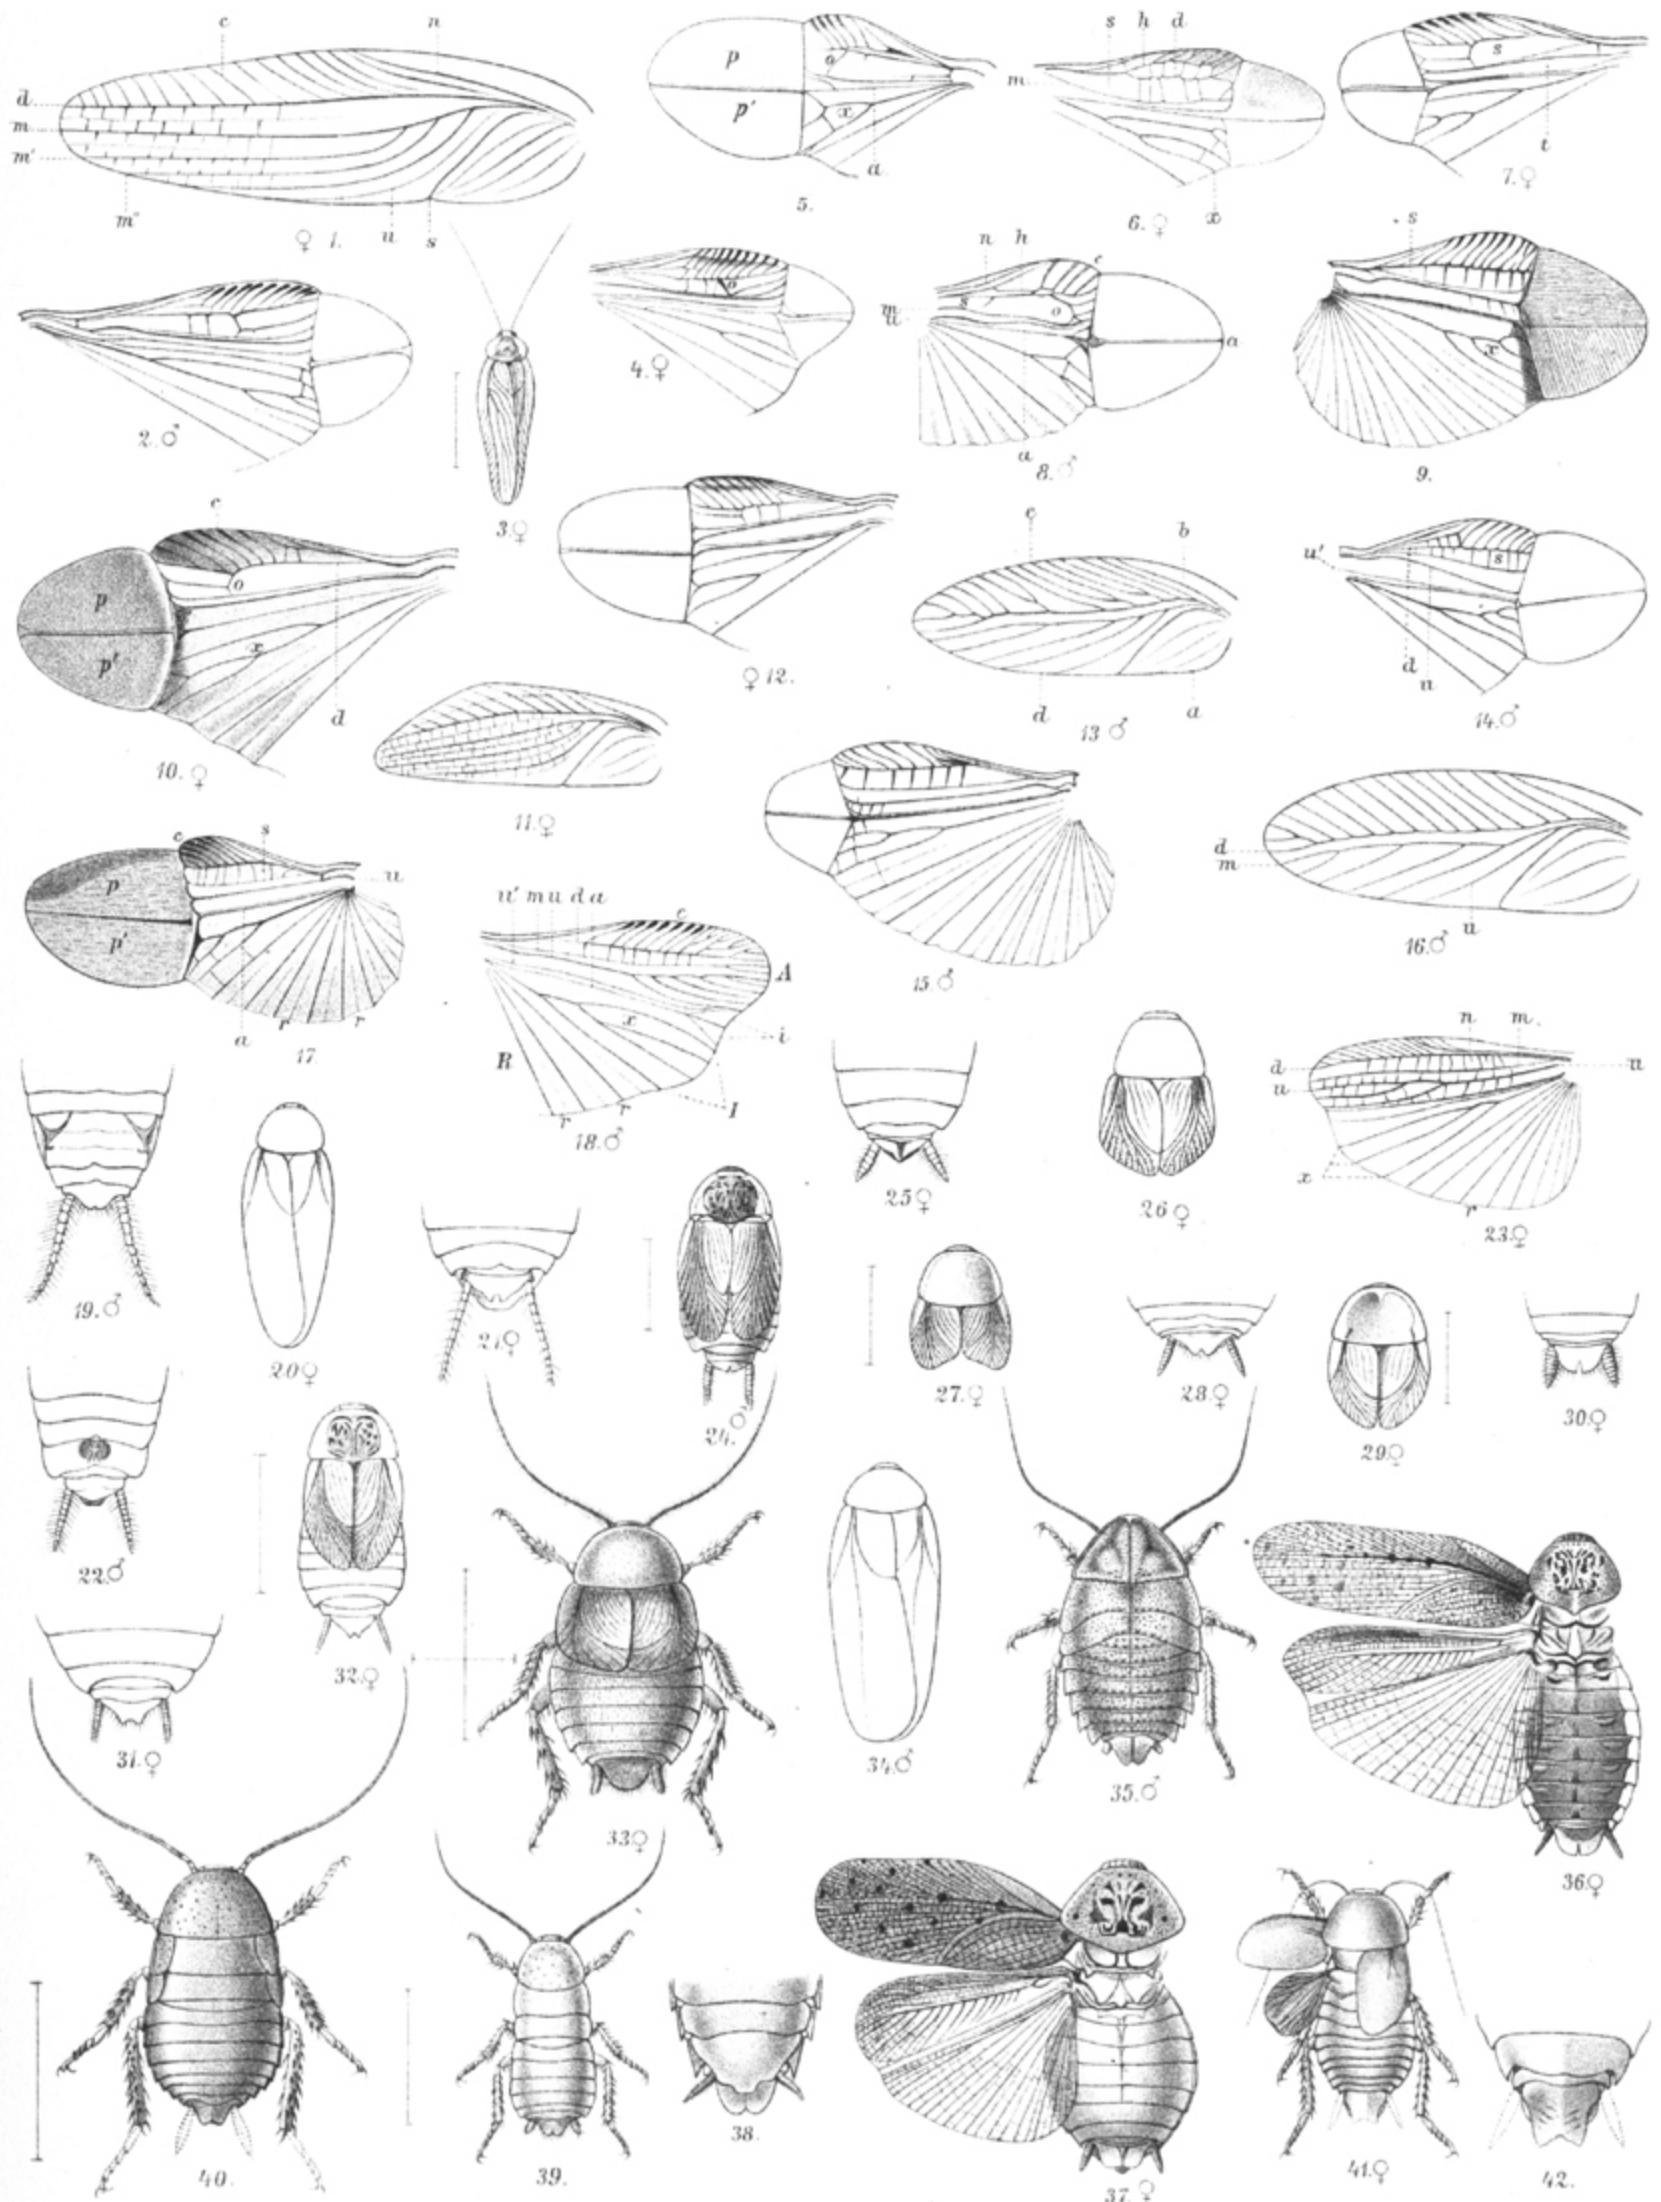 c n
d
m
m'
m"
♀ 1. u s
p
p'
o
x
a
5.
s h d
m
x
6. ♀
s
t
7. ♀
2. ♂
3. ♀
o
4. ♀
n h c
m
u
s
o
a
a
8. ♂
s
x
9.
c
p
p'
o
x
d
10. ♀
11. ♀
♀ 12.
c b
d a
13 ♂
u'
s
d
u
14. ♂
15. ♂
d
m
u
16. ♂
c s
p
p'
u
a
r r
17
u' m u d a c
A
i
x
R
I
r r
18. ♂
19. ♂
20 ♀
21. ♀
22. ♂
n m.
d
u
u
x
r
23. ♀
24. ♂
25 ♀
26 ♀
27. ♀
28. ♀
29. ♀
30. ♀
31. ♀
32. ♀
33. ♀
34. ♂
35. ♂
36. ♀
37. ♀
38.
39.
40.
41. ♀
42.